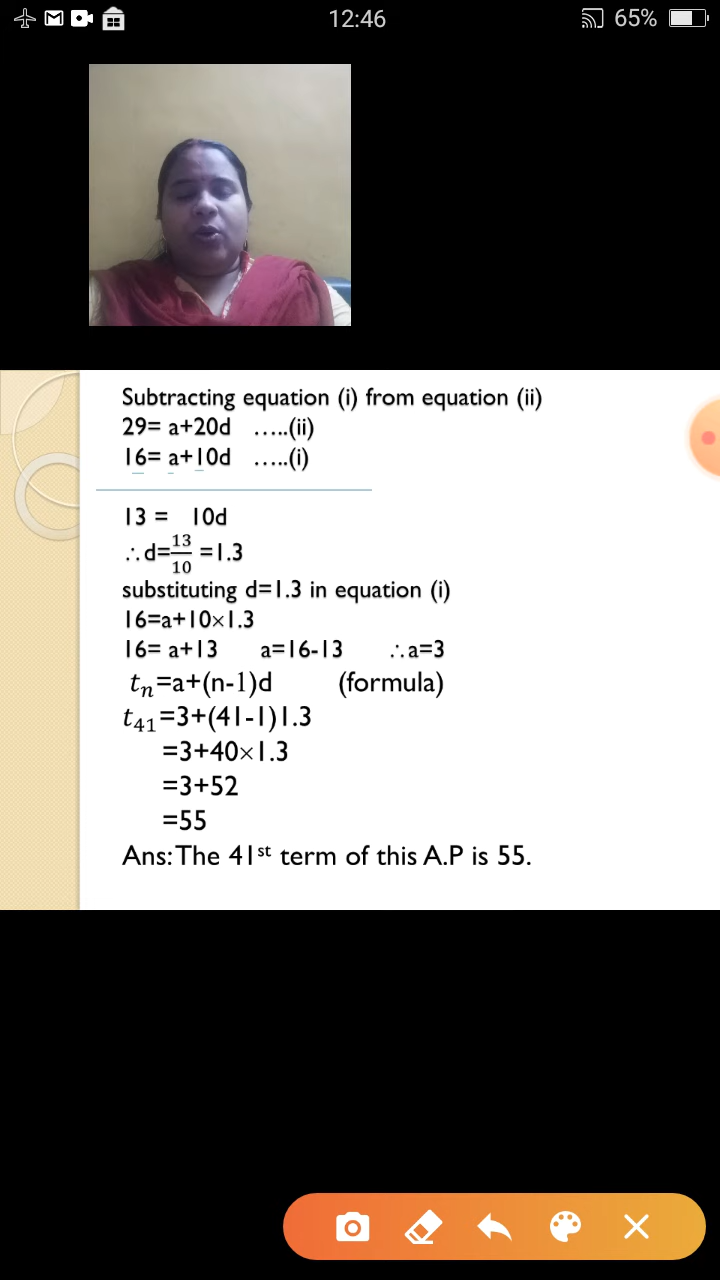 12:46
65%
Subtracting equation (i) from equation (ii)
29= a+20d .....(ii)
16= a+10d .....(i)
13 = 10d
∴d=13/10 =1.3
substituting d=1.3 in equation (i)
16=a+10×1.3
16= a+13 a=16-13 ∴a=3
tₙ=a+(n-1)d (formula)
t₄₁=3+(41-1)1.3
=3+40×1.3
=3+52
=55
Ans:The 41ˢᵗ term of this A.P is 55.